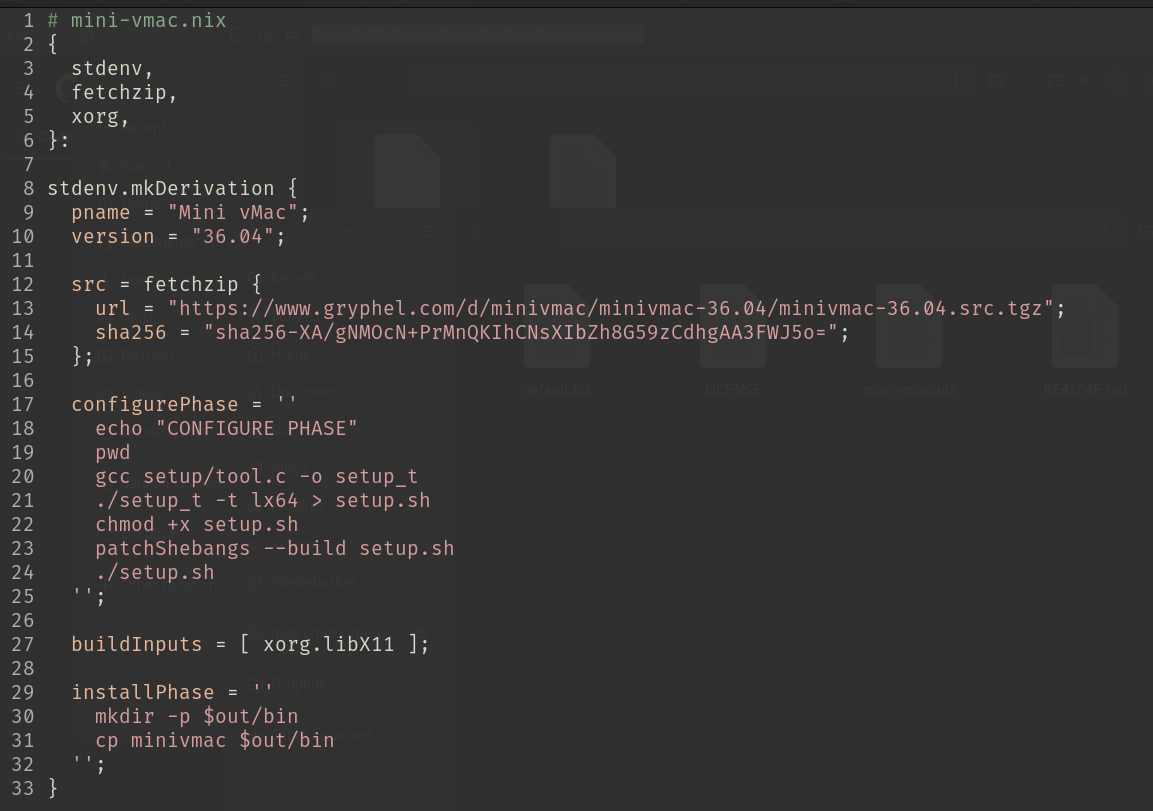 1 # mini-vmac.nix
2 {
3   stdenv,
4   fetchzip,
5   xorg,
6 }:
7
8 stdenv.mkDerivation {
9   pname = "Mini vMac";
10   version = "36.04";
11
12   src = fetchzip {
13     url = "https://www.gryphel.com/d/minivmac/minivmac-36.04/minivmac-36.04.src.tgz";
14     sha256 = "sha256-XA/gNMOcN+PrMnQKIhCNsXIbZh8G59zCdhgAA3FWJ5o=";
15   };
16
17   configurePhase = ''
18     echo "CONFIGURE PHASE"
19     pwd
20     gcc setup/tool.c -o setup_t
21     ./setup_t -t lx64 > setup.sh
22     chmod +x setup.sh
23     patchShebangs --build setup.sh
24     ./setup.sh
25   '';
26
27   buildInputs = [ xorg.libX11 ];
28
29   installPhase = ''
30     mkdir -p $out/bin
31     cp minivmac $out/bin
32   '';
33 }